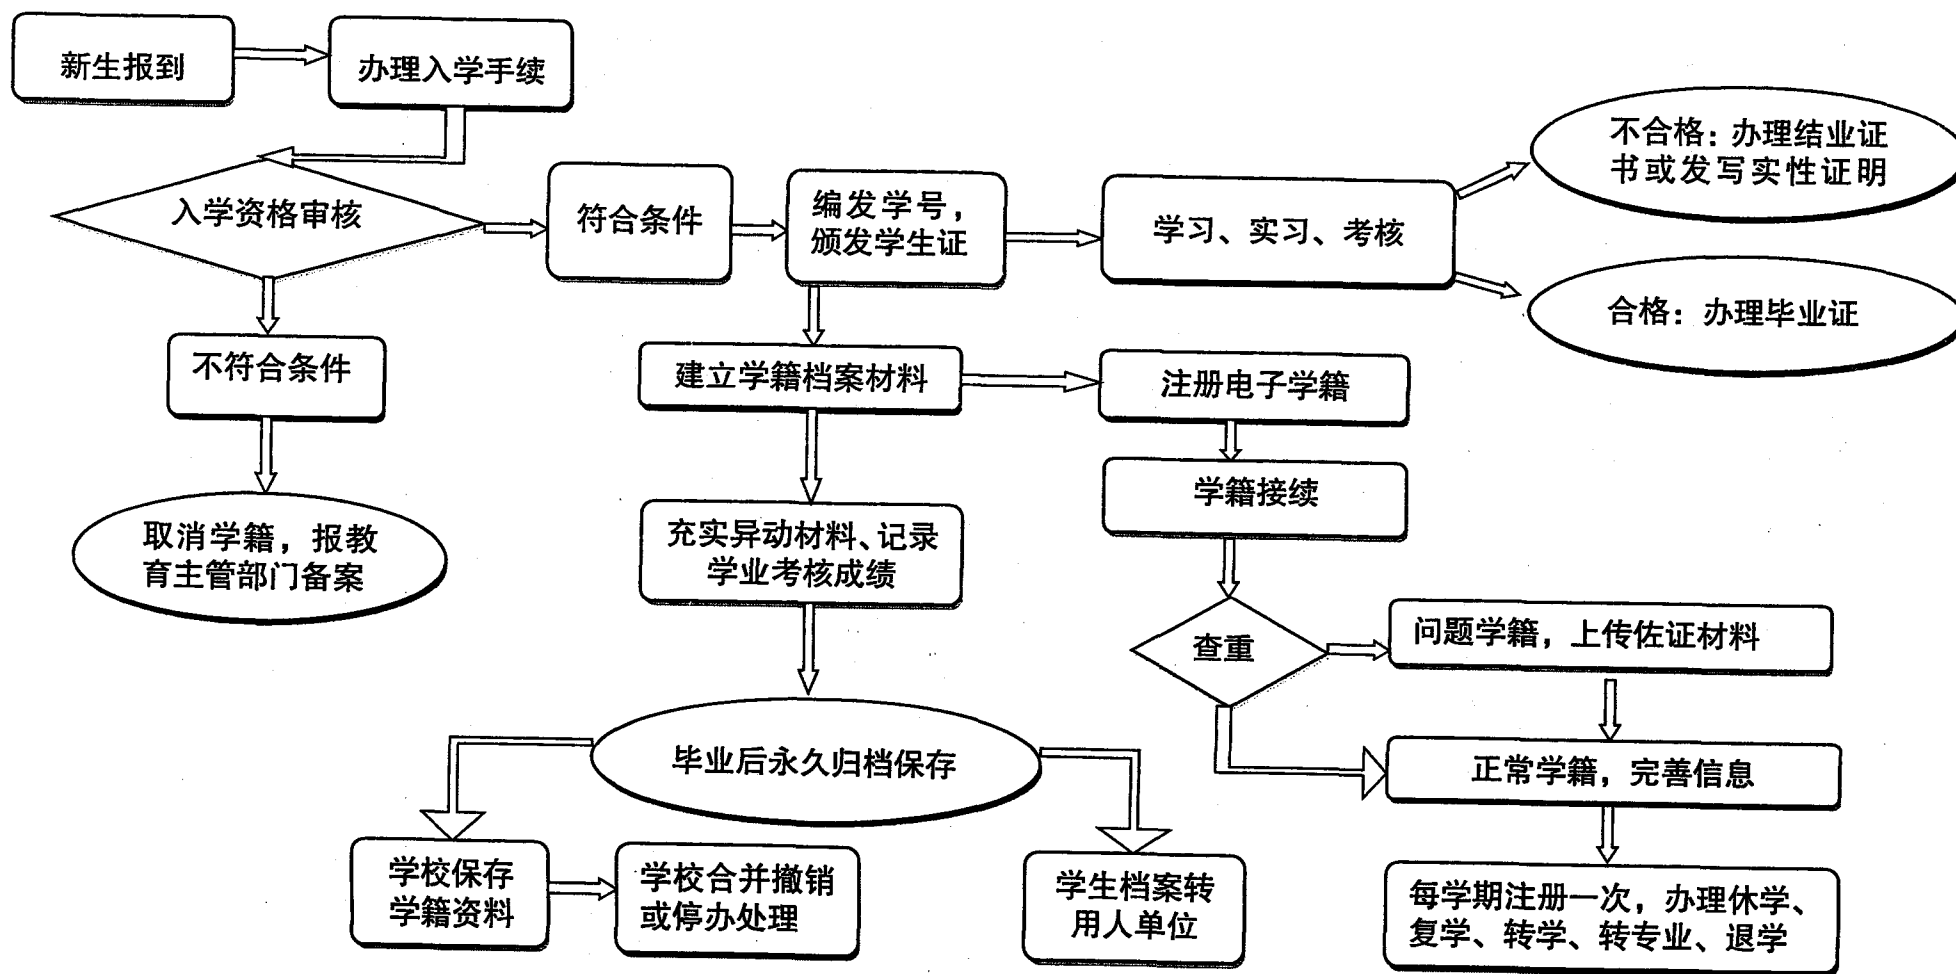 新生报到
办理入学手续
不合格：办理结业证
书或发写实性证明
入学资格审核
符合条件
编发学号，
颁发学生证
学习、实习、考核
合格：办理毕业证
不符合条件
建立学籍档案材料
注册电子学籍
学籍接续
取消学籍，报教
育主管部门备案
充实异动材料、记录
学业考核成绩
查重
问题学籍，上传佐证材料
毕业后永久归档保存
正常学籍，完善信息
学校保存
学籍资料
学校合并撤销
或停办处理
学生档案转
用人单位
每学期注册一次，办理休学、
复学、转学、转专业、退学